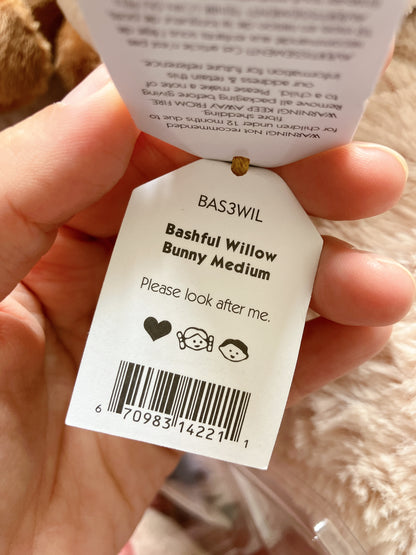 BAS3WIL
Bashful Willow
Bunny Medium
Please look after me.
6 70983 14221 1
WARNING! Not recommended
for children under 12 months due to
fibre shedding.
WARNING! KEEP AWAY FROM FIRE.
Remove all packaging before giving
to a child. Please make a note of
our address & retain this
information for future reference.